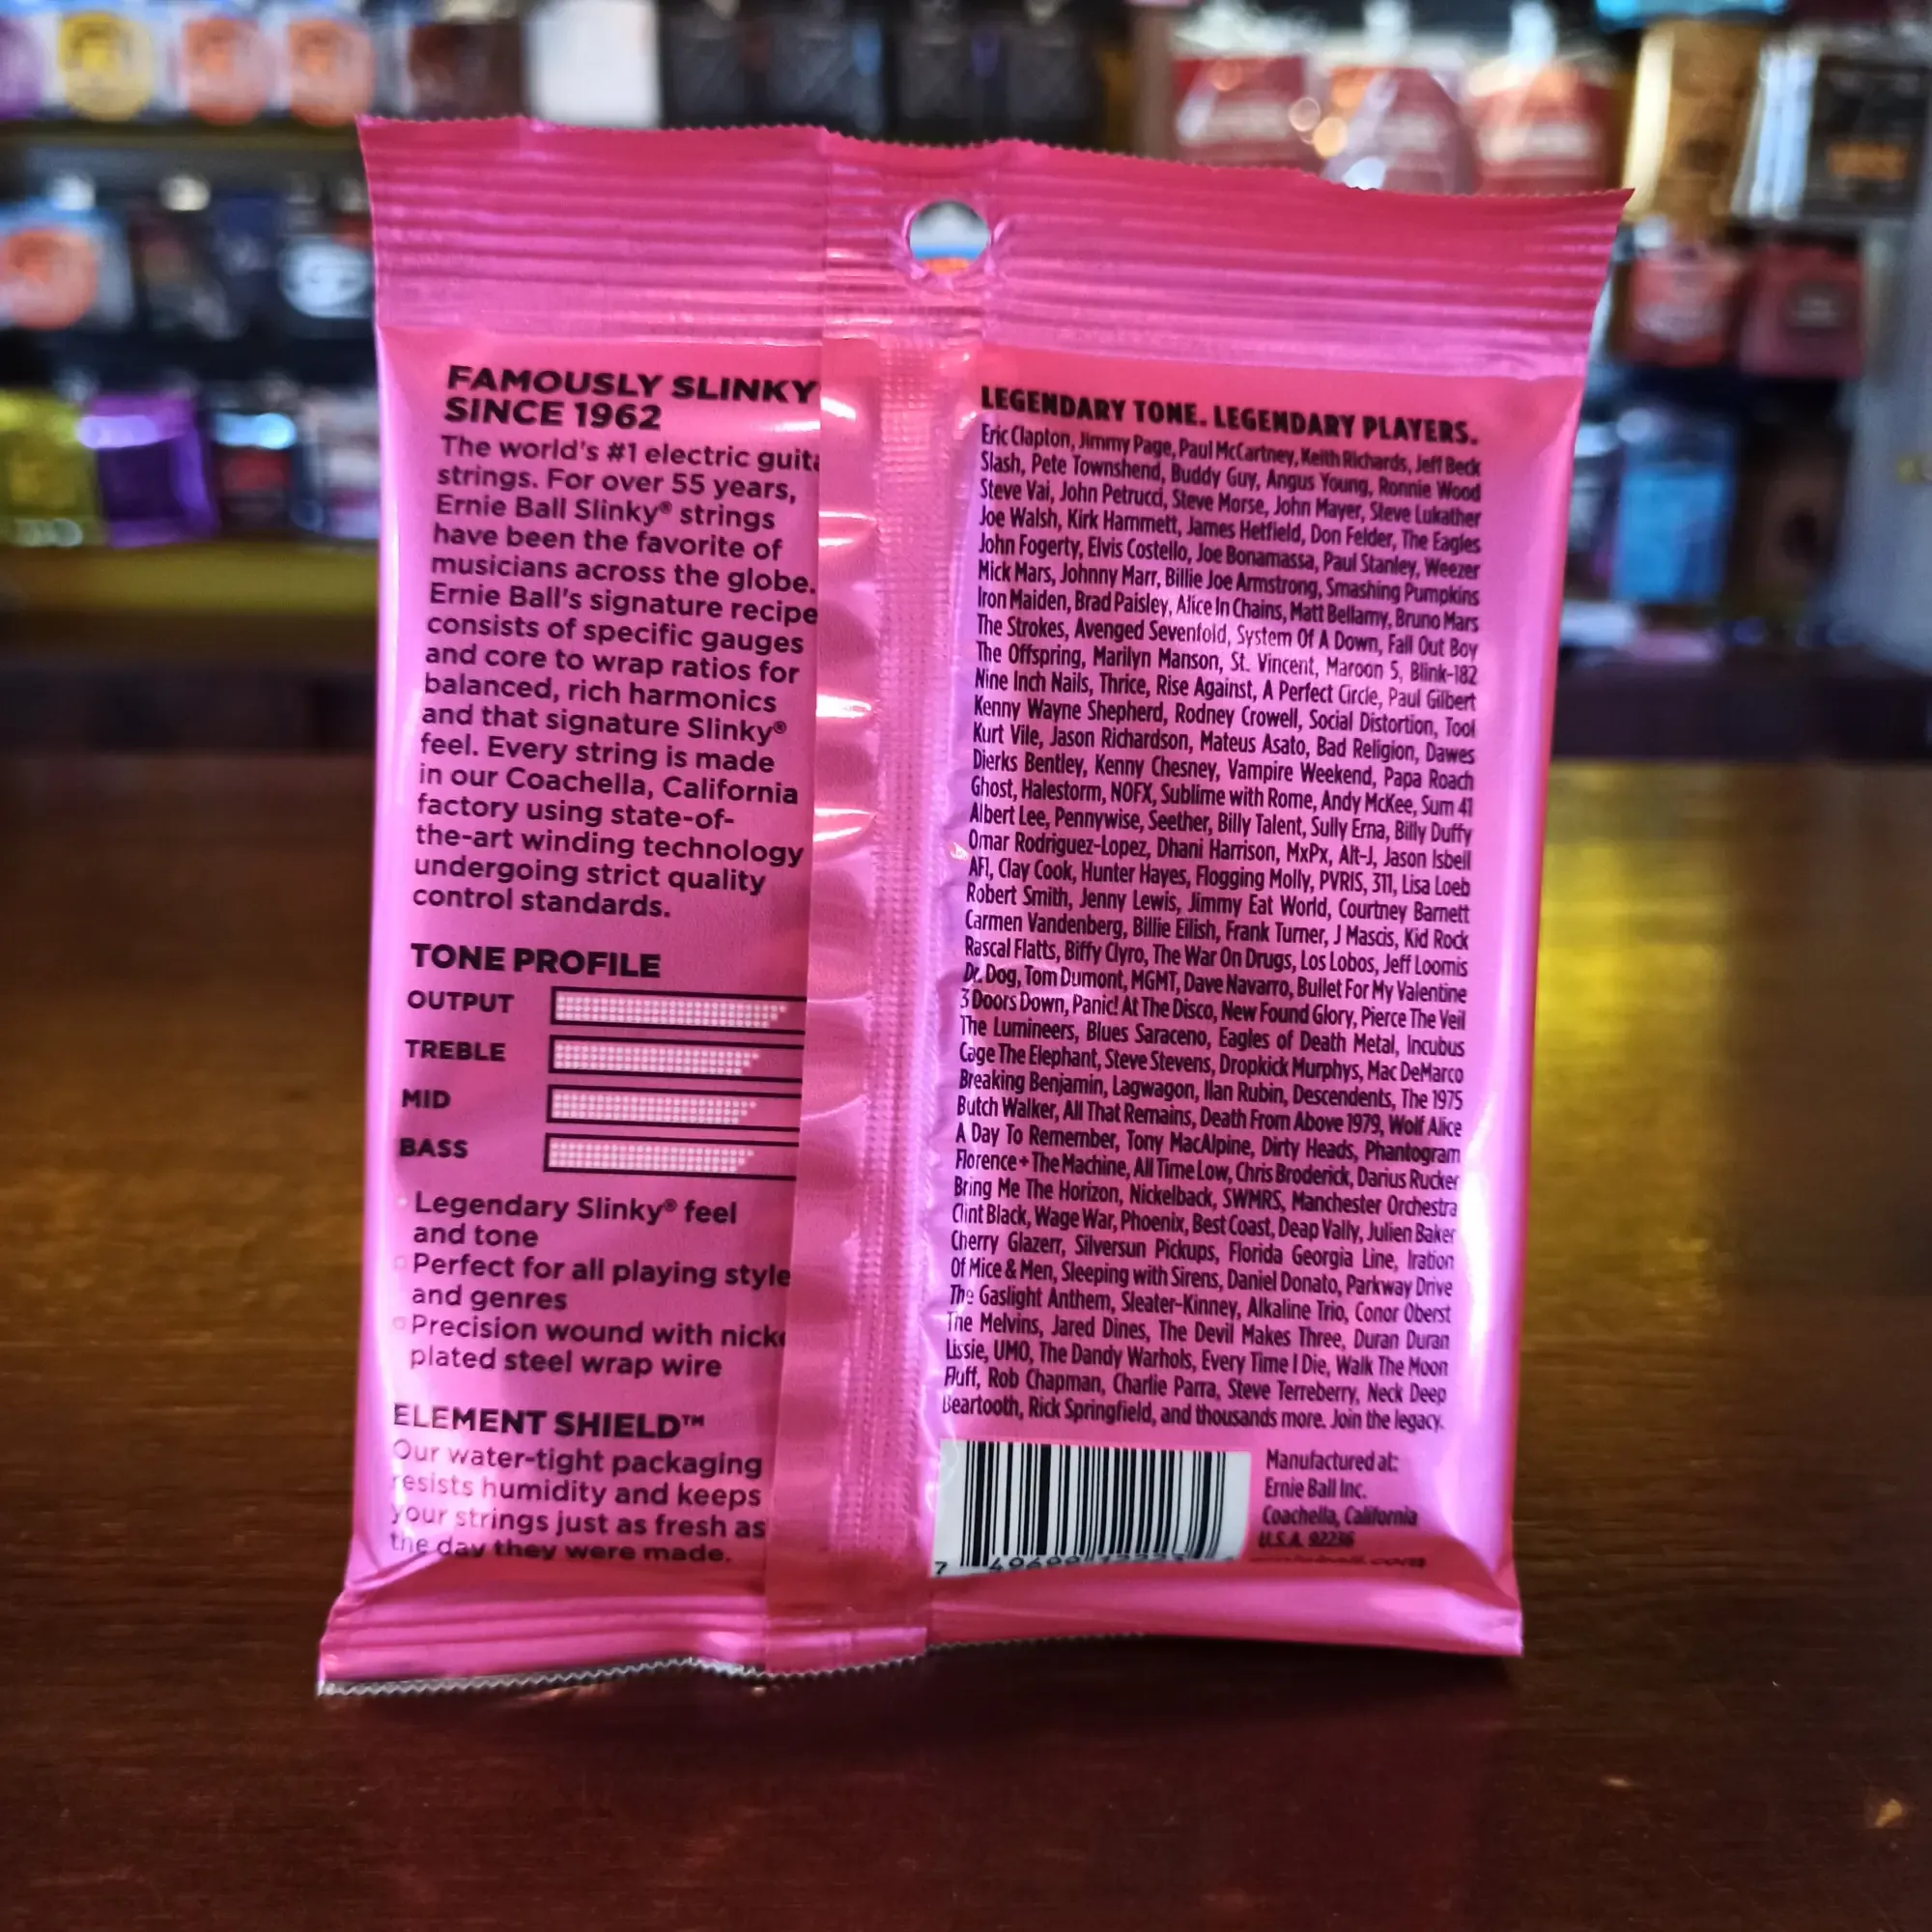 FAMOUSLY SLINKY
SINCE 1962
The world's #1 electric guita
strings. For over 55 years,
Ernie Ball Slinky® strings
have been the favorite of
musicians across the globe.
Ernie Ball's signature recipe
consists of specific gauges
and core to wrap ratios for
balanced, rich harmonics
and that signature Slinky®
feel. Every string is made
in our Coachella, California
factory using state-of-
the-art winding technology
undergoing strict quality
control standards.
TONE PROFILE
OUTPUT
TREBLE
MID
BASS
Legendary Slinky® feel
and tone
Perfect for all playing style
and genres
Precision wound with nicke
plated steel wrap wire
ELEMENT SHIELD™
Our water-tight packaging
resists humidity and keeps
your strings just as fresh as
the day they were made.
LEGENDARY TONE. LEGENDARY PLAYERS.
Eric Clapton, Jimmy Page, Paul McCartney, Keith Richards, Jeff Beck
Slash, Pete Townshend, Buddy Guy, Angus Young, Ronnie Wood
Steve Vai, John Petrucci, Steve Morse, John Mayer, Steve Lukather
Joe Walsh, Kirk Hammett, James Hetfield, Don Felder, The Eagles
John Fogerty, Elvis Costello, Joe Bonamassa, Paul Stanley, Weezer
Mick Mars, Johnny Marr, Billie Joe Armstrong, Smashing Pumpkins
Iron Maiden, Brad Paisley, Alice In Chains, Matt Bellamy, Bruno Mars
The Strokes, Avenged Sevenfold, System Of A Down, Fall Out Boy
The Offspring, Marilyn Manson, St. Vincent, Maroon 5, Blink-182
Nine Inch Nails, Thrice, Rise Against, A Perfect Circle, Paul Gilbert
Kenny Wayne Shepherd, Rodney Crowell, Social Distortion, Tool
Kurt Vile, Jason Richardson, Mateus Asato, Bad Religion, Dawes
Dierks Bentley, Kenny Chesney, Vampire Weekend, Papa Roach
Ghost, Halestorm, NOFX, Sublime with Rome, Andy McKee, Sum 41
Albert Lee, Pennywise, Seether, Billy Talent, Sully Erna, Billy Duffy
Omar Rodriguez-Lopez, Dhani Harrison, MxPx, Alt-J, Jason Isbell
AFI, Clay Cook, Hunter Hayes, Flogging Molly, PVRIS, 311, Lisa Loeb
Robert Smith, Jenny Lewis, Jimmy Eat World, Courtney Barnett
Carmen Vandenberg, Billie Eilish, Frank Turner, J Mascis, Kid Rock
Rascal Flatts, Biffy Clyro, The War On Drugs, Los Lobos, Jeff Loomis
Dr. Dog, Tom Dumont, MGMT, Dave Navarro, Bullet For My Valentine
3 Doors Down, Panic! At The Disco, New Found Glory, Pierce The Veil
The Lumineers, Blues Saraceno, Eagles of Death Metal, Incubus
Cage The Elephant, Steve Stevens, Dropkick Murphys, Mac DeMarco
Breaking Benjamin, Lagwagon, Ilan Rubin, Descendents, The 1975
Butch Walker, All That Remains, Death From Above 1979, Wolf Alice
A Day To Remember, Tony MacAlpine, Dirty Heads, Phantogram
Florence + The Machine, All Time Low, Chris Broderick, Darius Rucker
Bring Me The Horizon, Nickelback, SWMRS, Manchester Orchestra
Clint Black, Wage War, Phoenix, Best Coast, Deap Vally, Julien Baker
Cherry Glazerr, Silversun Pickups, Florida Georgia Line, Iration
Of Mice & Men, Sleeping with Sirens, Daniel Donato, Parkway Drive
The Gaslight Anthem, Sleater-Kinney, Alkaline Trio, Conor Oberst
The Melvins, Jared Dines, The Devil Makes Three, Duran Duran
Lissie, UMO, The Dandy Warhols, Every Time I Die, Walk The Moon
Fluff, Rob Chapman, Charlie Parra, Steve Terreberry, Neck Deep
Beartooth, Rick Springfield, and thousands more. Join the legacy.
Manufactured at:
Ernie Ball Inc.
Coachella, California
U.S.A. 92236